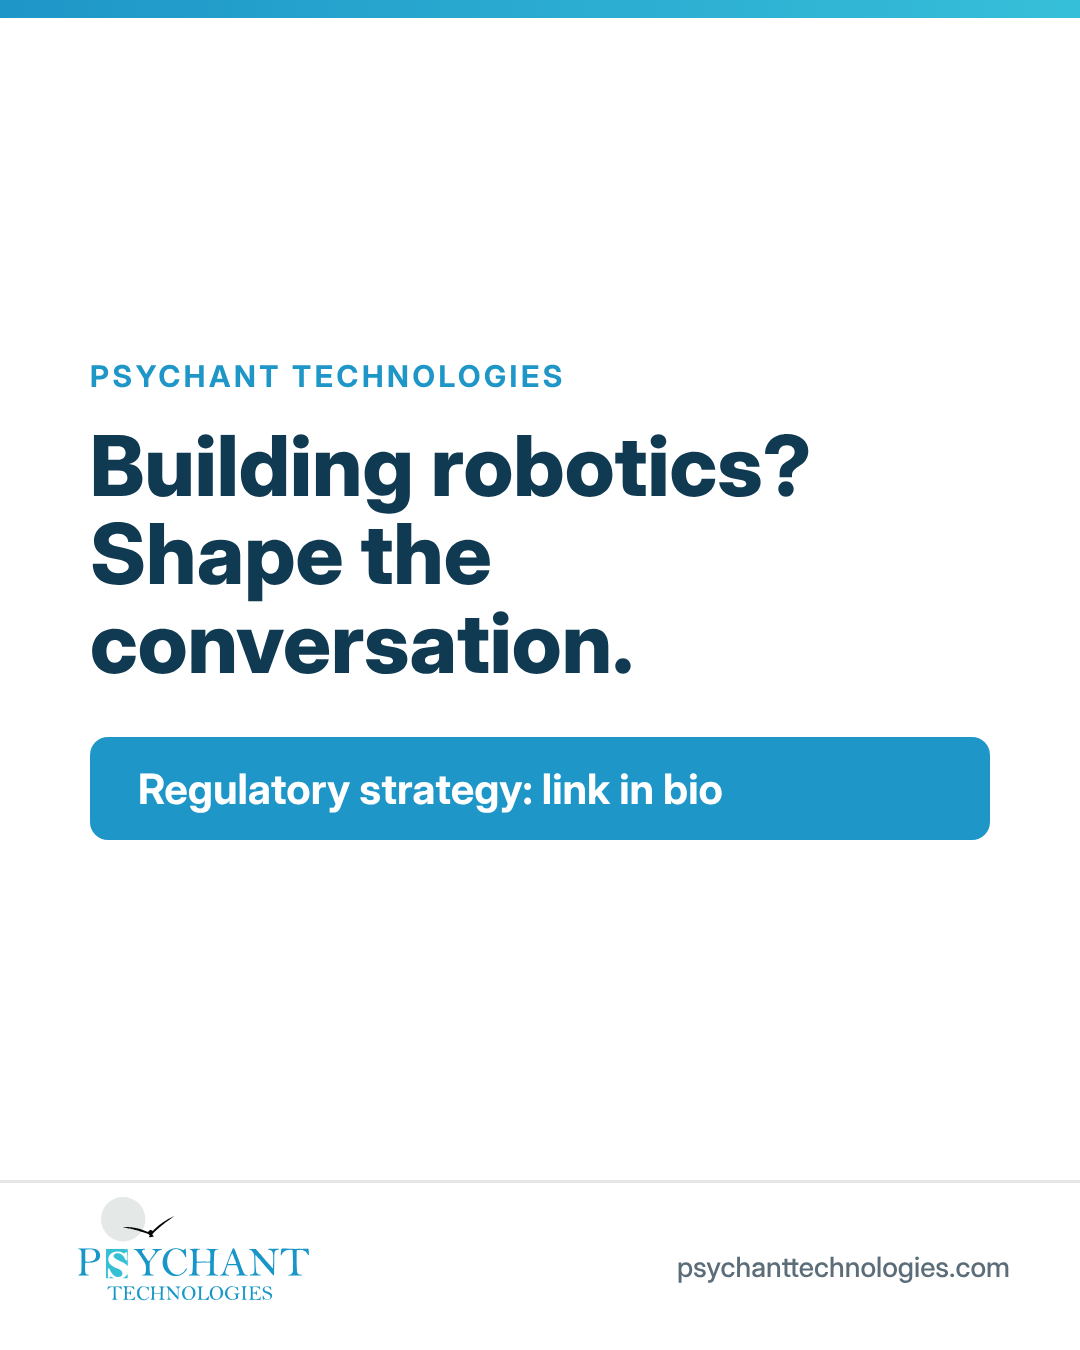 PSYCHANT TECHNOLOGIES
Building robotics?
Shape the
conversation.
Regulatory strategy: link in bio
PSYCHANT
TECHNOLOGIES
psychanttechnologies.com